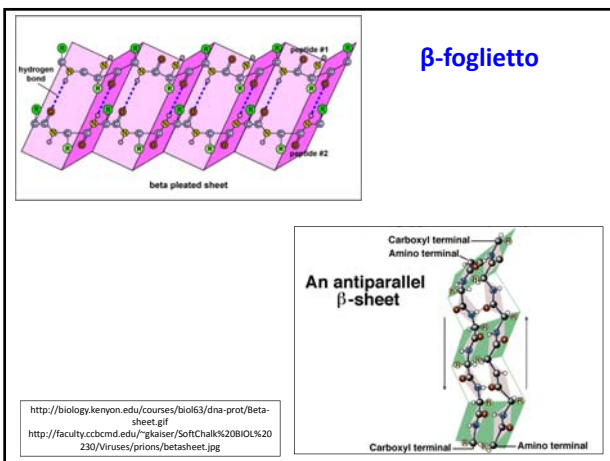 β-foglietto
R
R
R
R
R
peptide #1
hydrogen
bond
N
N
N
N
R
R
R
R
R
R
R
R
N
N
N
N
R
R
R
R
peptide #2
beta pleated sheet
Carboxyl terminal
Amino terminal
An antiparallel
β-sheet
R
R
R
R
R
R
Carboxyl terminal
Amino terminal
http://biology.kenyon.edu/courses/biol63/dna-prot/Beta-
sheet.gif
http://faculty.ccbcmd.edu/~gkaiser/SoftChalk%20BIOL%20
230/Viruses/prions/betasheet.jpg